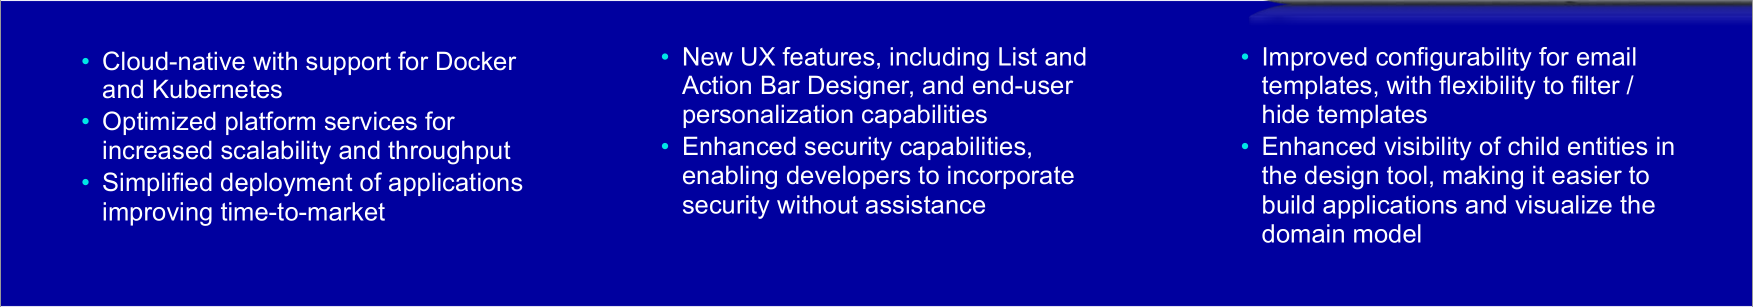 • Cloud-native with support for Docker
and Kubernetes
• Optimized platform services for
increased scalability and throughput
• Simplified deployment of applications
improving time-to-market
• New UX features, including List and
Action Bar Designer, and end-user
personalization capabilities
• Enhanced security capabilities,
enabling developers to incorporate
security without assistance
• Improved configurability for email
templates, with flexibility to filter /
hide templates
• Enhanced visibility of child entities in
the design tool, making it easier to
build applications and visualize the
domain model